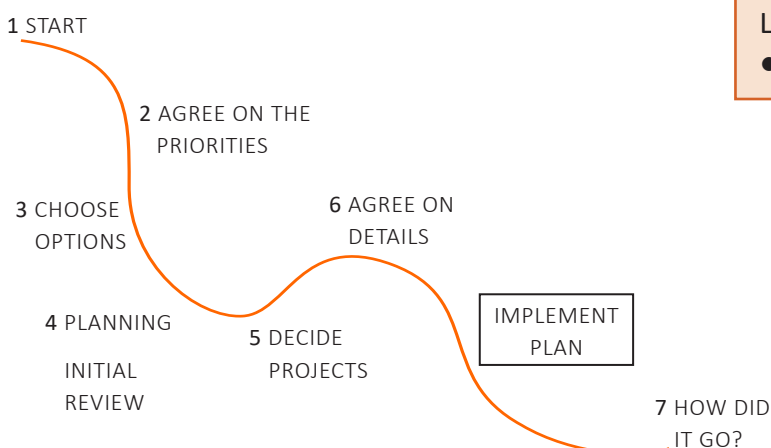 1 START
L
●
2 AGREE ON THE
PRIORITIES
3 CHOOSE
OPTIONS
6 AGREE ON
DETAILS
4 PLANNING
INITIAL
REVIEW
5 DECIDE
PROJECTS
IMPLEMENT
PLAN
7 HOW DID
IT GO?